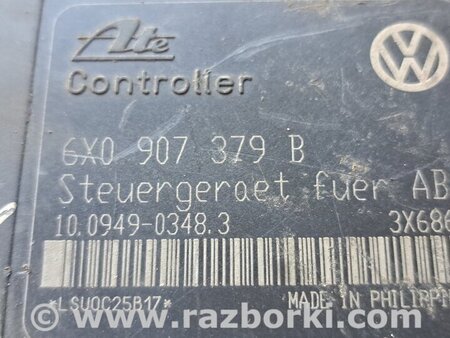 Ate
Controller
6X0 907 379 B
Steuergeraet fuer AB
10.0949-0348.3 3X686
*LSU0C25B17* MADE IN PHILIPPIN
© www.razborki.com